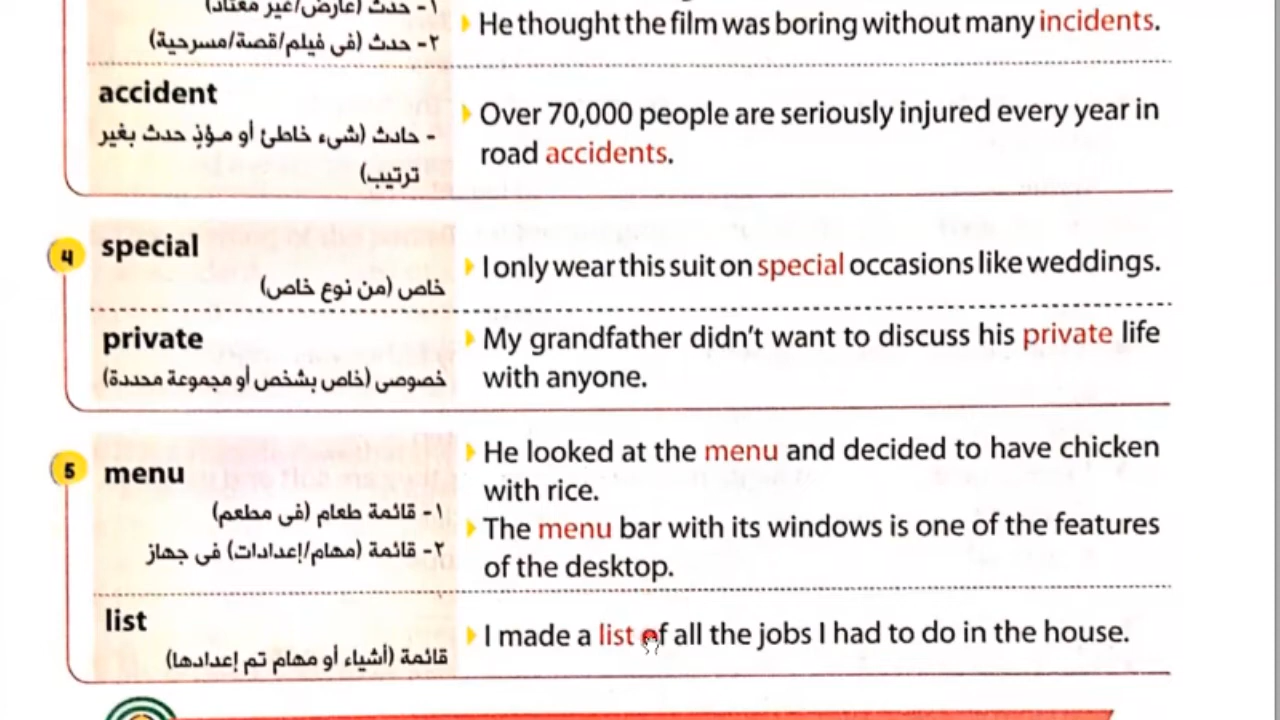 ١- حدث (عارض/غير معتاد)
٢- حدث (فى فيلم/قصة/مسرحية)
He thought the film was boring without many incidents.
accident
- حادث (شىء خاطئ أو مؤذِ حدث بغير
ترتيب)
Over 70,000 people are seriously injured every year in
road accidents.
4
special
خاص (من نوع خاص)
I only wear this suit on special occasions like weddings.
private
خصوصى (خاص بشخص أو مجموعة محددة)
My grandfather didn't want to discuss his private life
with anyone.
5
menu
١- قائمة طعام (فى مطعم)
٢- قائمة (مهام/إعدادات) فى جهاز
He looked at the menu and decided to have chicken
with rice.
The menu bar with its windows is one of the features
of the desktop.
list
قائمة (أشياء أو مهام تم إعدادها)
I made a list of all the jobs I had to do in the house.